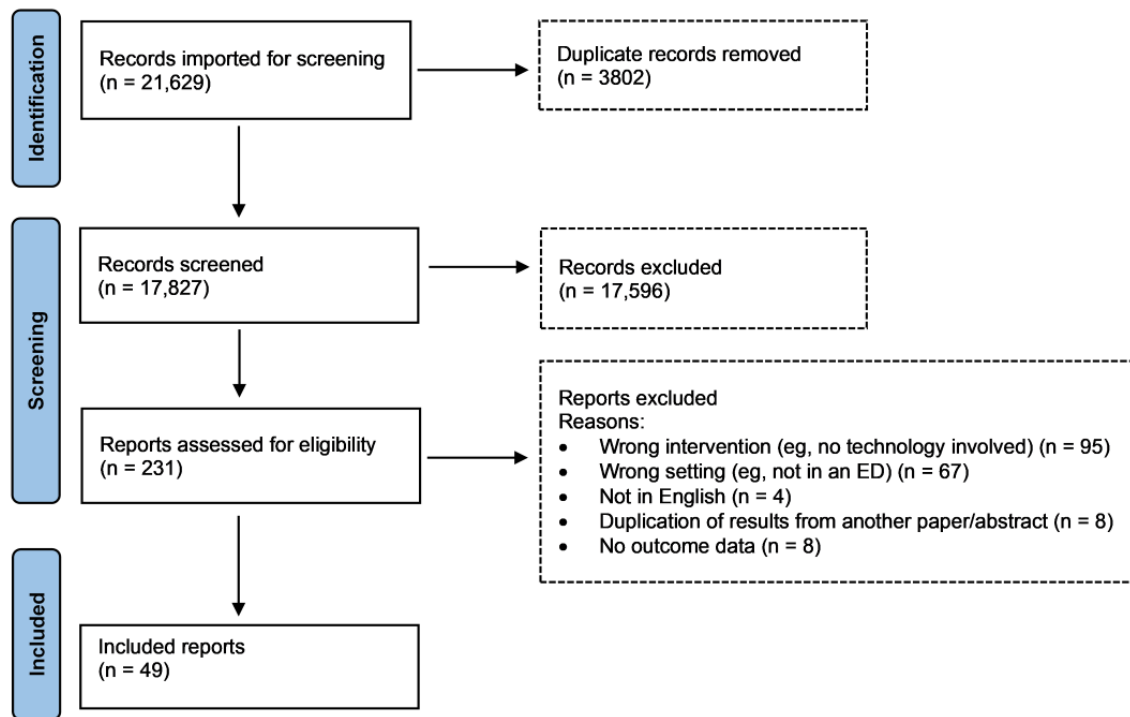 Identification
Records imported for screening
(n = 21,629)
Duplicate records removed
(n = 3802)
Screening
Records screened
(n = 17,827)
Records excluded
(n = 17,596)
Reports assessed for eligibility
(n = 231)
Reports excluded
Reasons:
• Wrong intervention (eg, no technology involved) (n = 95)
• Wrong setting (eg, not in an ED) (n = 67)
• Not in English (n = 4)
• Duplication of results from another paper/abstract (n = 8)
• No outcome data (n = 8)
Included
Included reports
(n = 49)